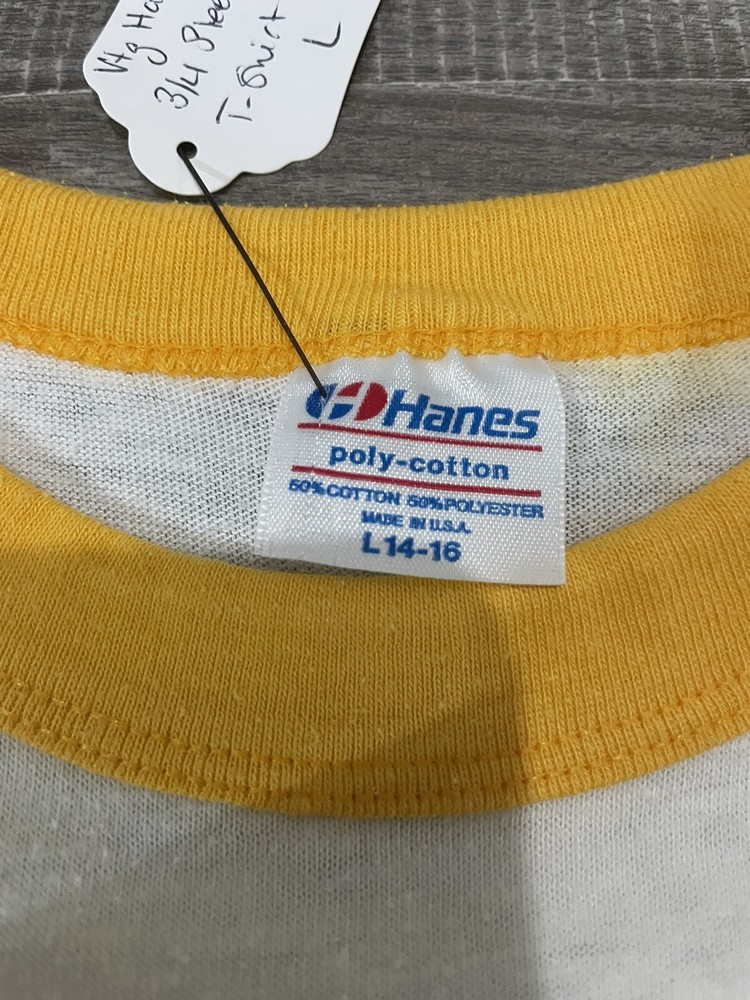 Vtg
3/4
T-Shirt
L
Hanes
poly-cotton
50% COTTON 50% POLYESTER
MADE IN U.S.A.
L 14-16